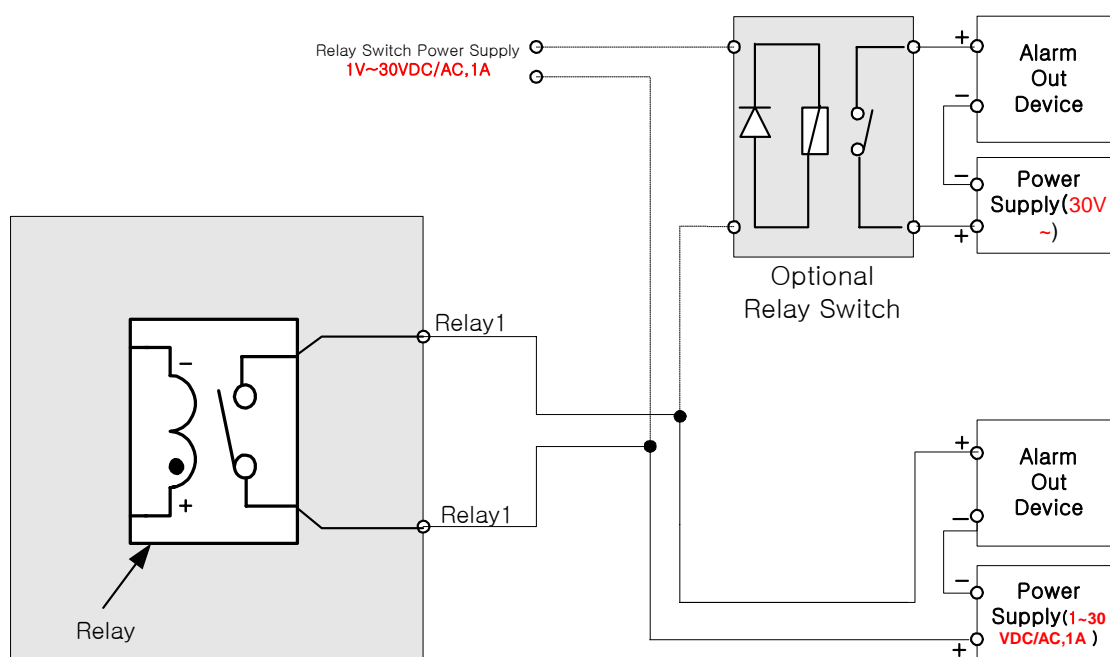 Relay Switch Power Supply
1V~30VDC/AC,1A
+
Alarm
Out
Device
−
−
Power
Supply(30V
~)
+
Optional
Relay Switch
Relay1
−
+
Relay1
Relay
+
Alarm
Out
Device
−
−
Power
Supply(1~30
VDC/AC,1A )
+